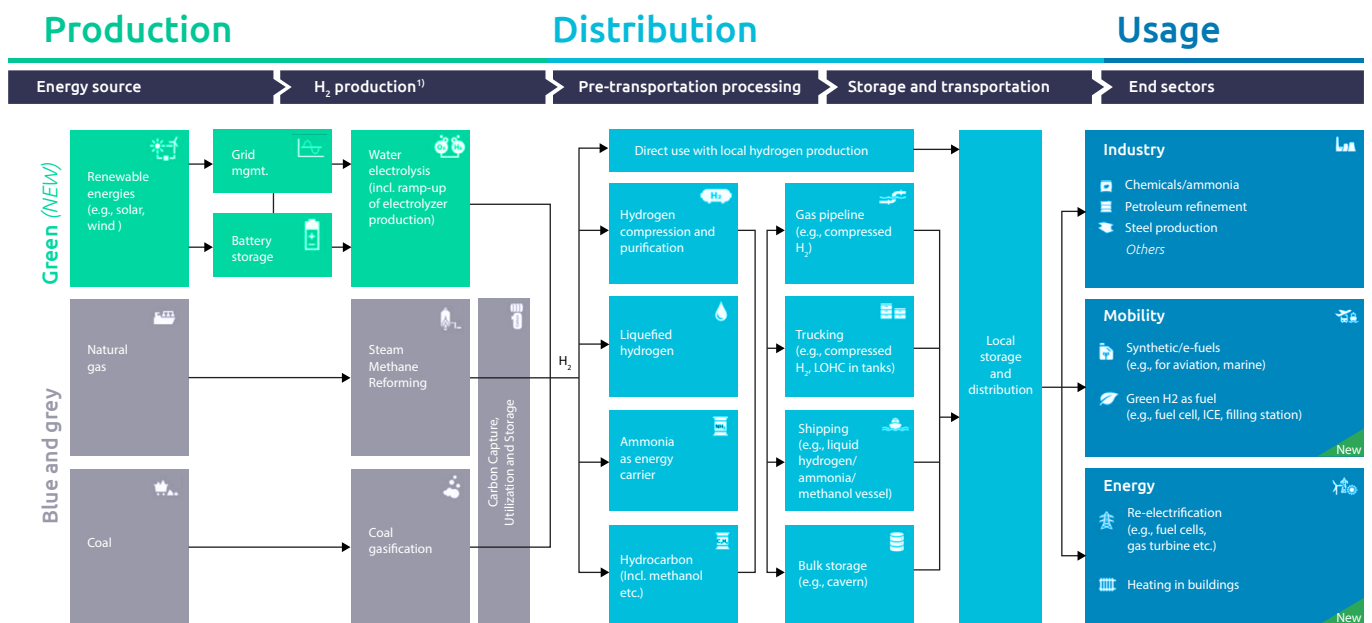 Production
Distribution
Usage
Energy source
H₂ production¹⁾
Pre-transportation processing
Storage and transportation
End sectors
Green (NEW)
Renewable
energies
(e.g., solar,
wind )
Grid
mgmt.
Battery
storage
Water
electrolysis
(incl. ramp-up
of electrolyzer
production)
Blue and grey
Natural
gas
Steam
Methane
Reforming
Coal
Coal
gasification
Carbon Capture,
Utilization and Storage
H₂
Direct use with local hydrogen production
H₂
Hydrogen
compression and
purification
Liquefied
hydrogen
NH₃
Ammonia
as energy
carrier
Hydrocarbon
(Incl. methanol
etc.)
Gas pipeline
(e.g., compressed
H₂)
Trucking
(e.g., compressed
H₂, LOHC in tanks)
Shipping
(e.g., liquid
hydrogen/
ammonia/
methanol vessel)
Bulk storage
(e.g., cavern)
Local
storage
and
distribution
Industry
Chemicals/ammonia
Petroleum refinement
Steel production
Others
Mobility
Synthetic/e-fuels
(e.g., for aviation, marine)
Green H2 as fuel
(e.g., fuel cell, ICE, filling station)
New
Energy
Re-electrification
(e.g., fuel cells,
gas turbine etc.)
Heating in buildings
New